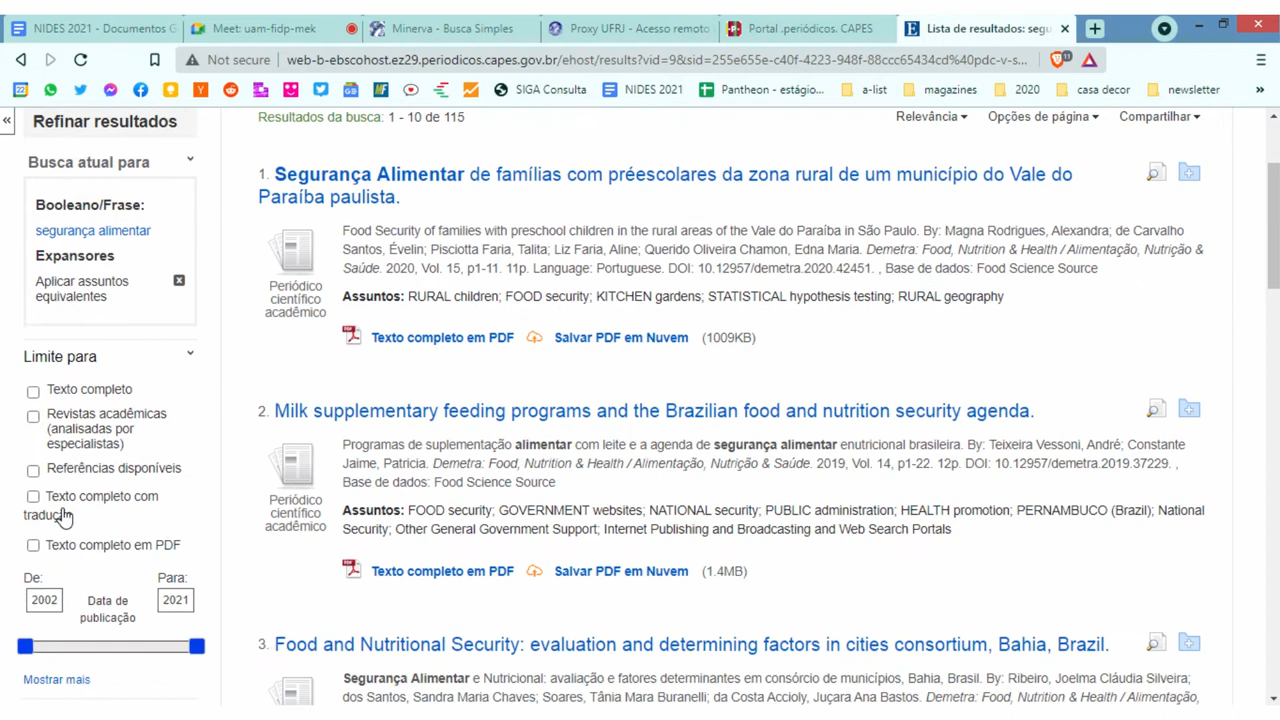 NIDES 2021 - Documentos G
Meet: uam-fidp-mek
Minerva - Busca Simples
Proxy UFRJ - Acesso remoto
Portal .periódicos. CAPES
Lista de resultados: segu
Not secure
web-b-ebscohost.ez29.periodicos.capes.gov.br/ehost/results?vid=9&sid=255e655e-c40f-4223-948f-88ccc65434cd%40pdc-v-s...
SIGA Consulta
NIDES 2021
Pantheon - estágio...
a-list
magazines
2020
casa decor
newsletter
»
«
Refinar resultados
Busca atual para
Booleano/Frase:
segurança alimentar
Expansores
Aplicar assuntos
equivalentes
Limite para
Texto completo
Revistas acadêmicas
(analisadas por
especialistas)
Referências disponíveis
Texto completo com
Texto completo em PDF
De:
Para:
2002
Data de
publicação
2021
Mostrar mais
Resultados da busca: 1 - 10 de 115
Relevância
Opções de página
Compartilhar
1. Segurança Alimentar de famílias com préescolares da zona rural de um município do Vale do
Paraíba paulista.
Food Security of families with preschool children in the rural areas of the Vale do Paraíba in São Paulo. By: Magna Rodrigues, Alexandra; de Carvalho
Santos, Évelin; Pisciotta Faria, Talita; Liz Faria, Aline; Querido Oliveira Chamon, Edna Maria. Demetra: Food, Nutrition & Health / Alimentação, Nutrição &
Saúde. 2020, Vol. 15, p1-11. 11p. Language: Portuguese. DOI: 10.12957/demetra.2020.42451. , Base de dados: Food Science Source
Periódico
científico
acadêmico
Assuntos: RURAL children; FOOD security; KITCHEN gardens; STATISTICAL hypothesis testing; RURAL geography
Texto completo em PDF
Salvar PDF em Nuvem
(1009KB)
2. Milk supplementary feeding programs and the Brazilian food and nutrition security agenda.
Programas de suplementação alimentar com leite e a agenda de segurança alimentar enutricional brasileira. By: Teixeira Vessoni, André; Constante
Jaime, Patricia. Demetra: Food, Nutrition & Health / Alimentação, Nutrição & Saúde. 2019, Vol. 14, p1-22. 12p. DOI: 10.12957/demetra.2019.37229. ,
Base de dados: Food Science Source
Periódico
científico
acadêmico
Assuntos: FOOD security; GOVERNMENT websites; NATIONAL security; PUBLIC administration; HEALTH promotion; PERNAMBUCO (Brazil); National
Security; Other General Government Support; Internet Publishing and Broadcasting and Web Search Portals
Texto completo em PDF
Salvar PDF em Nuvem
(1.4MB)
3. Food and Nutritional Security: evaluation and determining factors in cities consortium, Bahia, Brazil.
Segurança Alimentar e Nutricional: avaliação e fatores determinantes em consórcio de municípios, Bahia, Brasil. By: Ribeiro, Joelma Cláudia Silveira;
dos Santos, Sandra Maria Chaves; Soares, Tânia Mara Buranelli; da Costa Accioly, Juçara Ana Bastos. Demetra: Food, Nutrition & Health / Alimentação,